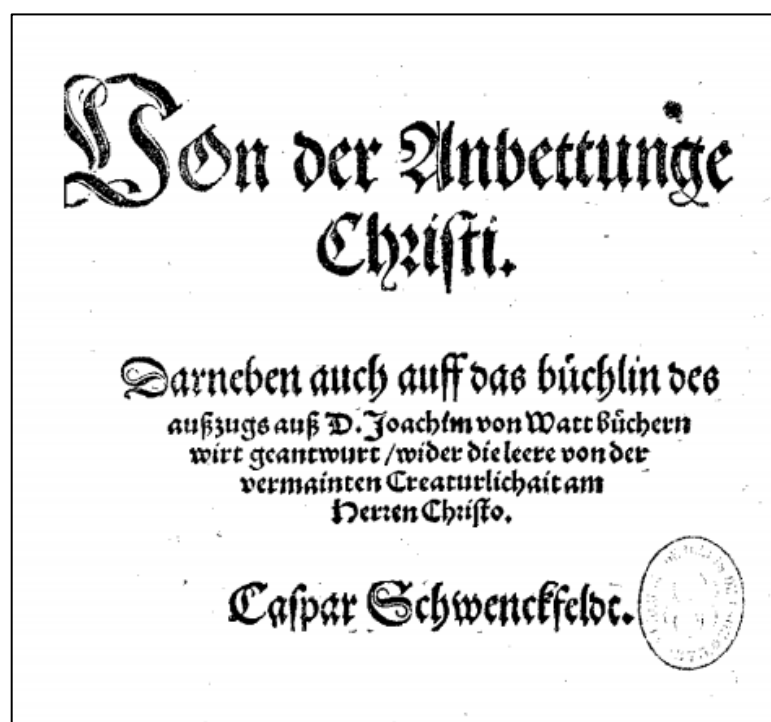 VOn der Anbettunge
Christi.
Darneben auch auff das büchlin des
außzugs auß D. Joachim von Watt büchern
wirt geantwurt / wider die leere von der
vermainten Creaturlichait am
Herren Christo.
Caspar Schwenckfeldt.